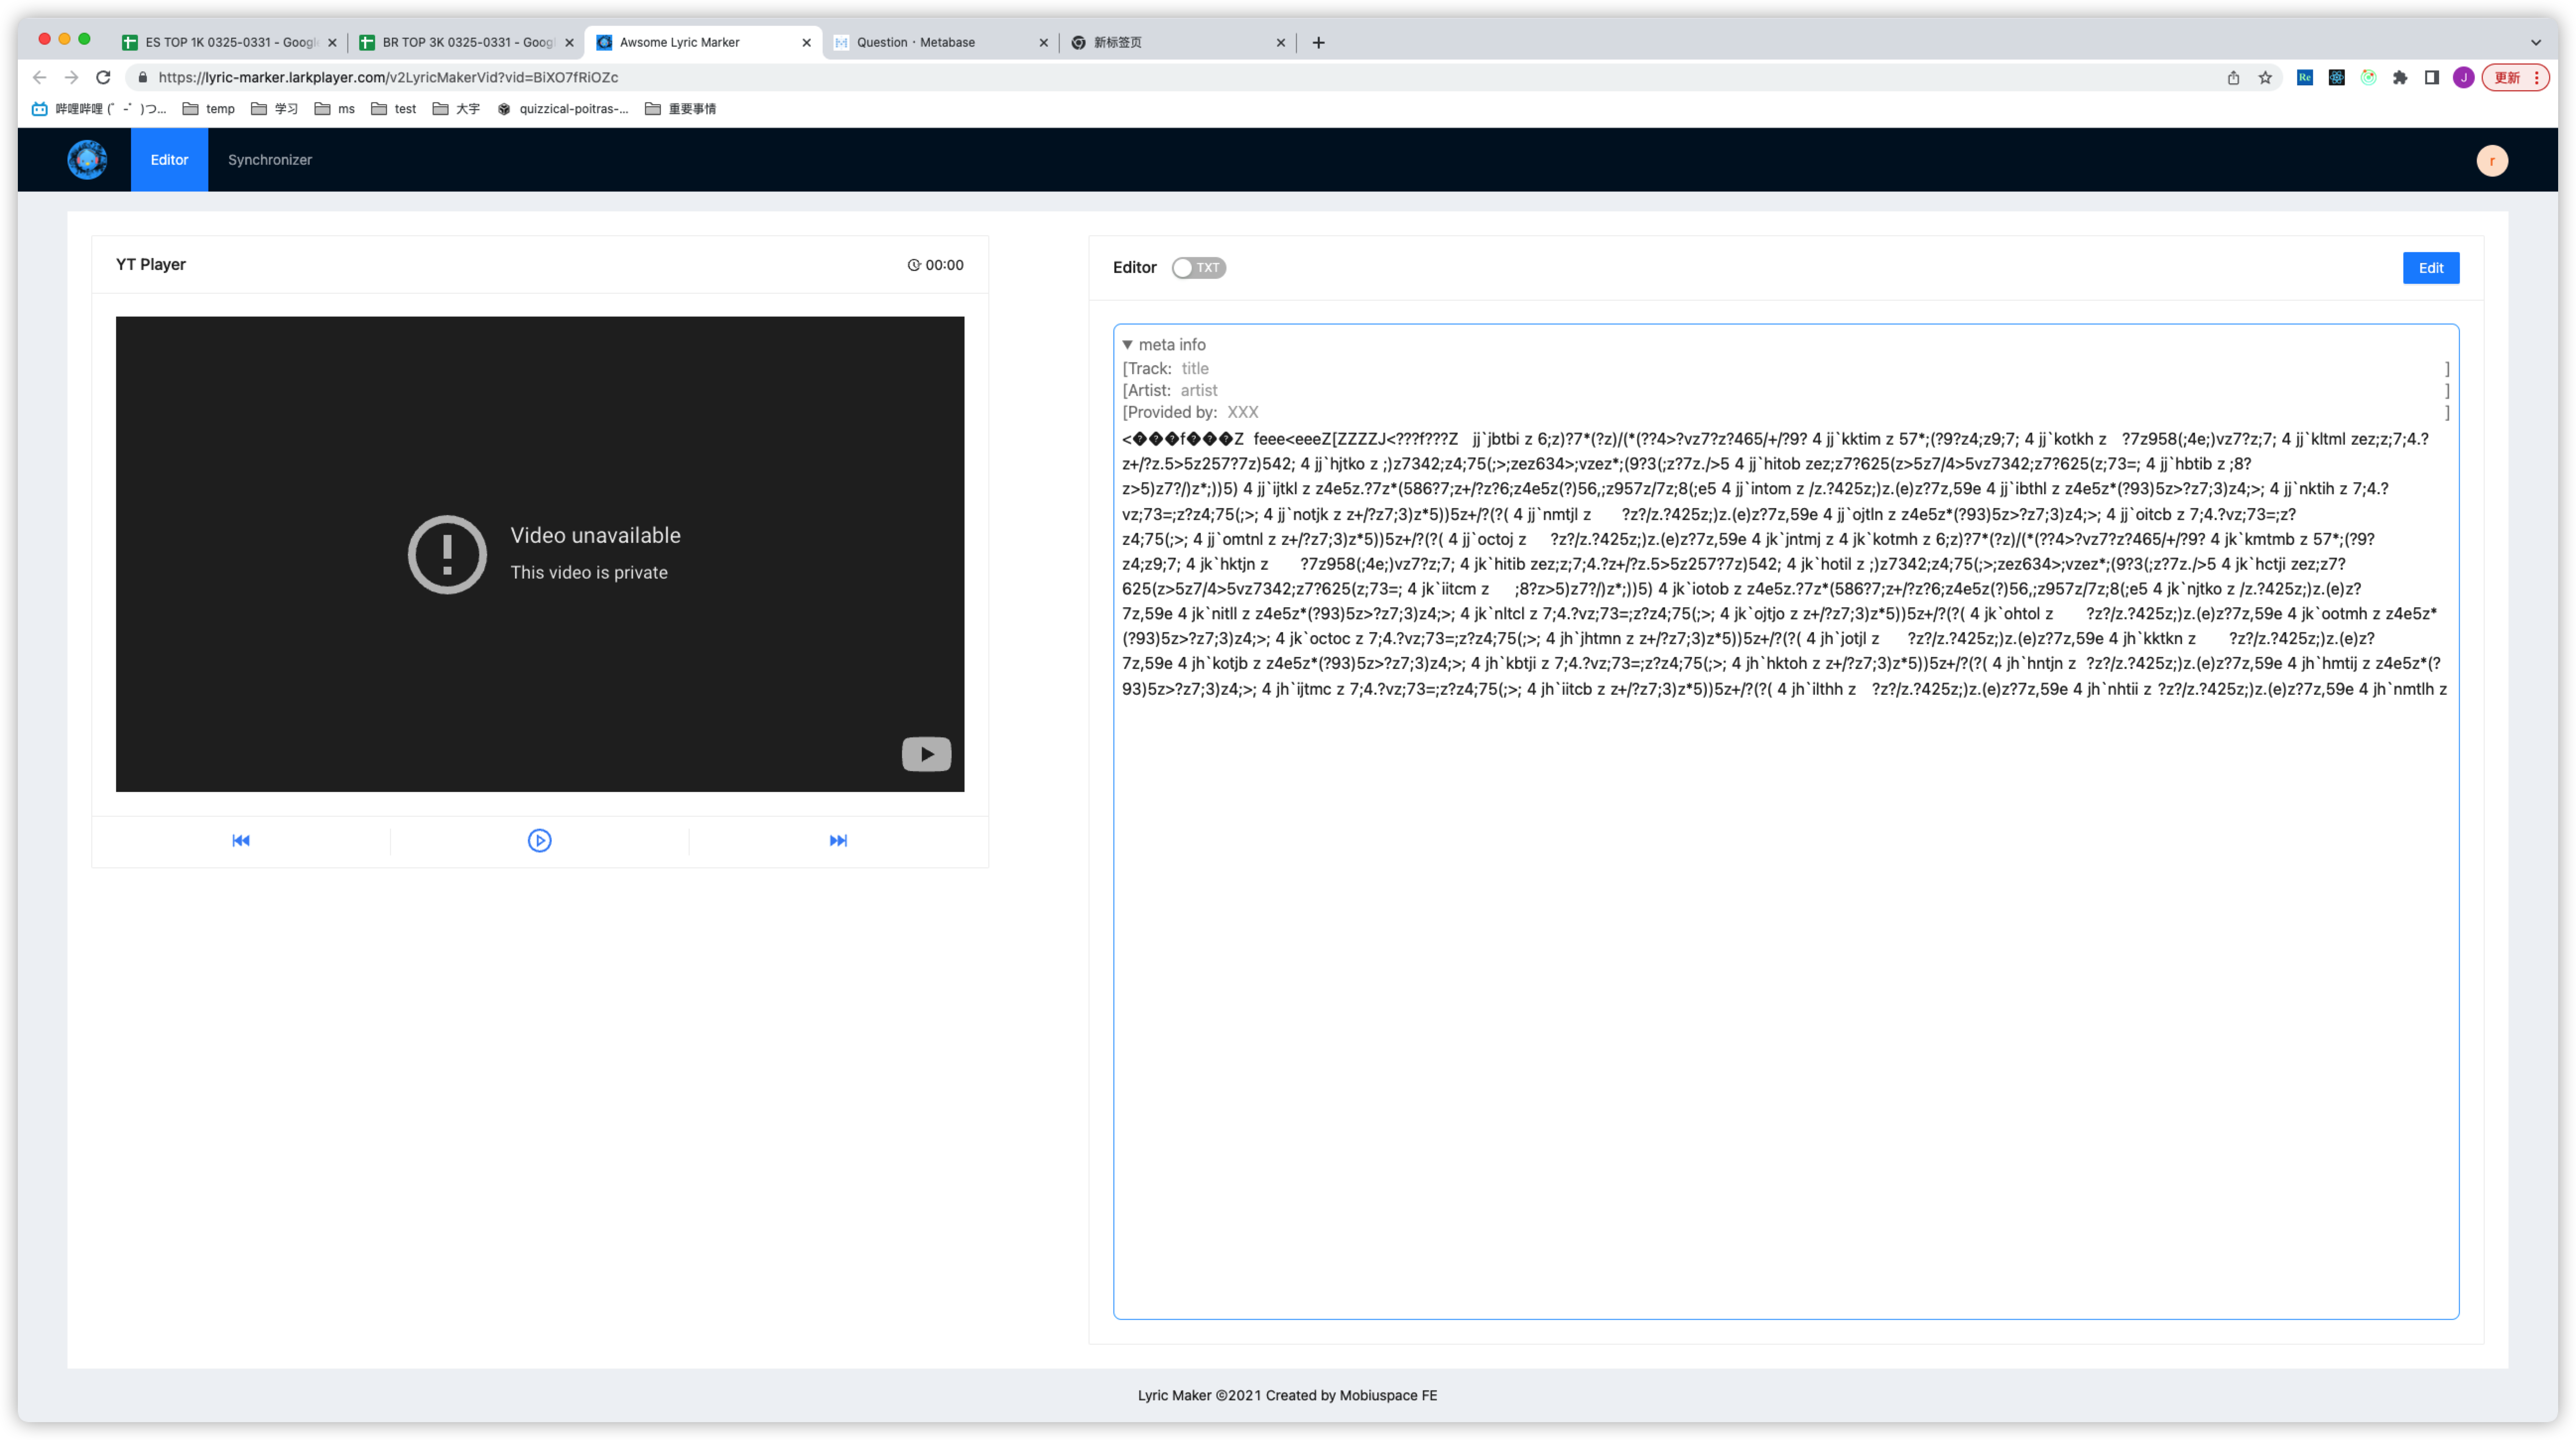 ES TOP 1K 0325-0331 - Googl
BR TOP 3K 0325-0331 - Goog
Awsome Lyric Marker
Question · Metabase
新标签页
https://lyric-marker.larkplayer.com/v2LyricMakerVid?vid=BiXO7fRiOZc
Re
J
更新
哔哩哔哩 (゜-゜)つ...
temp
学习
ms
test
大字
quizzical-poitras-...
重要事情
Editor
Synchronizer
r
YT Player
00:00
Video unavailable
This video is private
Editor
TXT
Edit
meta info
[Track: title ]
[Artist: artist ]
[Provided by: XXX ]
<���f���Z feee<eeeZ[ZZZZJ<???f???Z jj`jbtbi z 6;z)?7*(?z)/(*(??4>?vz7?z?465/+/?9? 4 jj`kktim z 57*;(?9?z4;z9;7; 4 jj`kotkh z ?7z958(;4e;)vz7?z;7; 4 jj`kltml zez;z;7;4.?
z+/?z.5>5z257?7z)542; 4 jj`hjtko z ;)z7342;z4;75(;>;zez634>;vzez*;(9?3(;z?7z./>5 4 jj`hitob zez;z7?625(z>5z7/4>5vz7342;z7?625(z;73=; 4 jj`hbtib z ;8?
z>5)z7?/)z*;))5) 4 jj`ijtkl z z4e5z.?7z*(586?7;z+/?z?6;z4e5z(?)56,;z957z/7z;8(;e5 4 jj`intom z /z.?425z;)z.(e)z?7z,59e 4 jj`ibthl z z4e5z*(?93)5z>?z7;3)z4;>; 4 jj`nktih z 7;4.?
vz;73=;z?z4;75(;>; 4 jj`notjk z z+/?z7;3)z*5))5z+/?(?( 4 jj`nmtjl z ?z?/z.?425z;)z.(e)z?7z,59e 4 jj`ojtln z z4e5z*(?93)5z>?z7;3)z4;>; 4 jj`oitcb z 7;4.?vz;73=;z?
z4;75(;>; 4 jj`omtnl z z+/?z7;3)z*5))5z+/?(?( 4 jj`octoj z ?z?/z.?425z;)z.(e)z?7z,59e 4 jk`jntmj z 4 jk`kotmh z 6;z)?7*(?z)/(*(??4>?vz7?z?465/+/?9? 4 jk`kmtmb z 57*;(?9?
z4;z9;7; 4 jk`hktjn z ?7z958(;4e;)vz7?z;7; 4 jk`hitib zez;z;7;4.?z+/?z.5>5z257?7z)542; 4 jk`hotil z ;)z7342;z4;75(;>;zez634>;vzez*;(9?3(;z?7z./>5 4 jk`hctji zez;z7?
625(z>5z7/4>5vz7342;z7?625(z;73=; 4 jk`iitcm z ;8?z>5)z7?/)z*;))5) 4 jk`iotob z z4e5z.?7z*(586?7;z+/?z?6;z4e5z(?)56,;z957z/7z;8(;e5 4 jk`njtko z /z.?425z;)z.(e)z?
7z,59e 4 jk`nitll z z4e5z*(?93)5z>?z7;3)z4;>; 4 jk`nltcl z 7;4.?vz;73=;z?z4;75(;>; 4 jk`ojtjo z z+/?z7;3)z*5))5z+/?(?( 4 jk`ohtol z ?z?/z.?425z;)z.(e)z?7z,59e 4 jk`ootmh z z4e5z*
(?93)5z>?z7;3)z4;>; 4 jk`octoc z 7;4.?vz;73=;z?z4;75(;>; 4 jh`jhtmn z z+/?z7;3)z*5))5z+/?(?( 4 jh`jotjl z ?z?/z.?425z;)z.(e)z?7z,59e 4 jh`kktkn z ?z?/z.?425z;)z.(e)z?
7z,59e 4 jh`kotjb z z4e5z*(?93)5z>?z7;3)z4;>; 4 jh`kbtji z 7;4.?vz;73=;z?z4;75(;>; 4 jh`hktoh z z+/?z7;3)z*5))5z+/?(?( 4 jh`hntjn z ?z?/z.?425z;)z.(e)z?7z,59e 4 jh`hmtij z z4e5z*(?
93)5z>?z7;3)z4;>; 4 jh`ijtmc z 7;4.?vz;73=;z?z4;75(;>; 4 jh`iitcb z z+/?z7;3)z*5))5z+/?(?( 4 jh`ilthh z ?z?/z.?425z;)z.(e)z?7z,59e 4 jh`nhtii z ?z?/z.?425z;)z.(e)z?7z,59e 4 jh`nmtlh z
Lyric Maker ©2021 Created by Mobiuspace FE